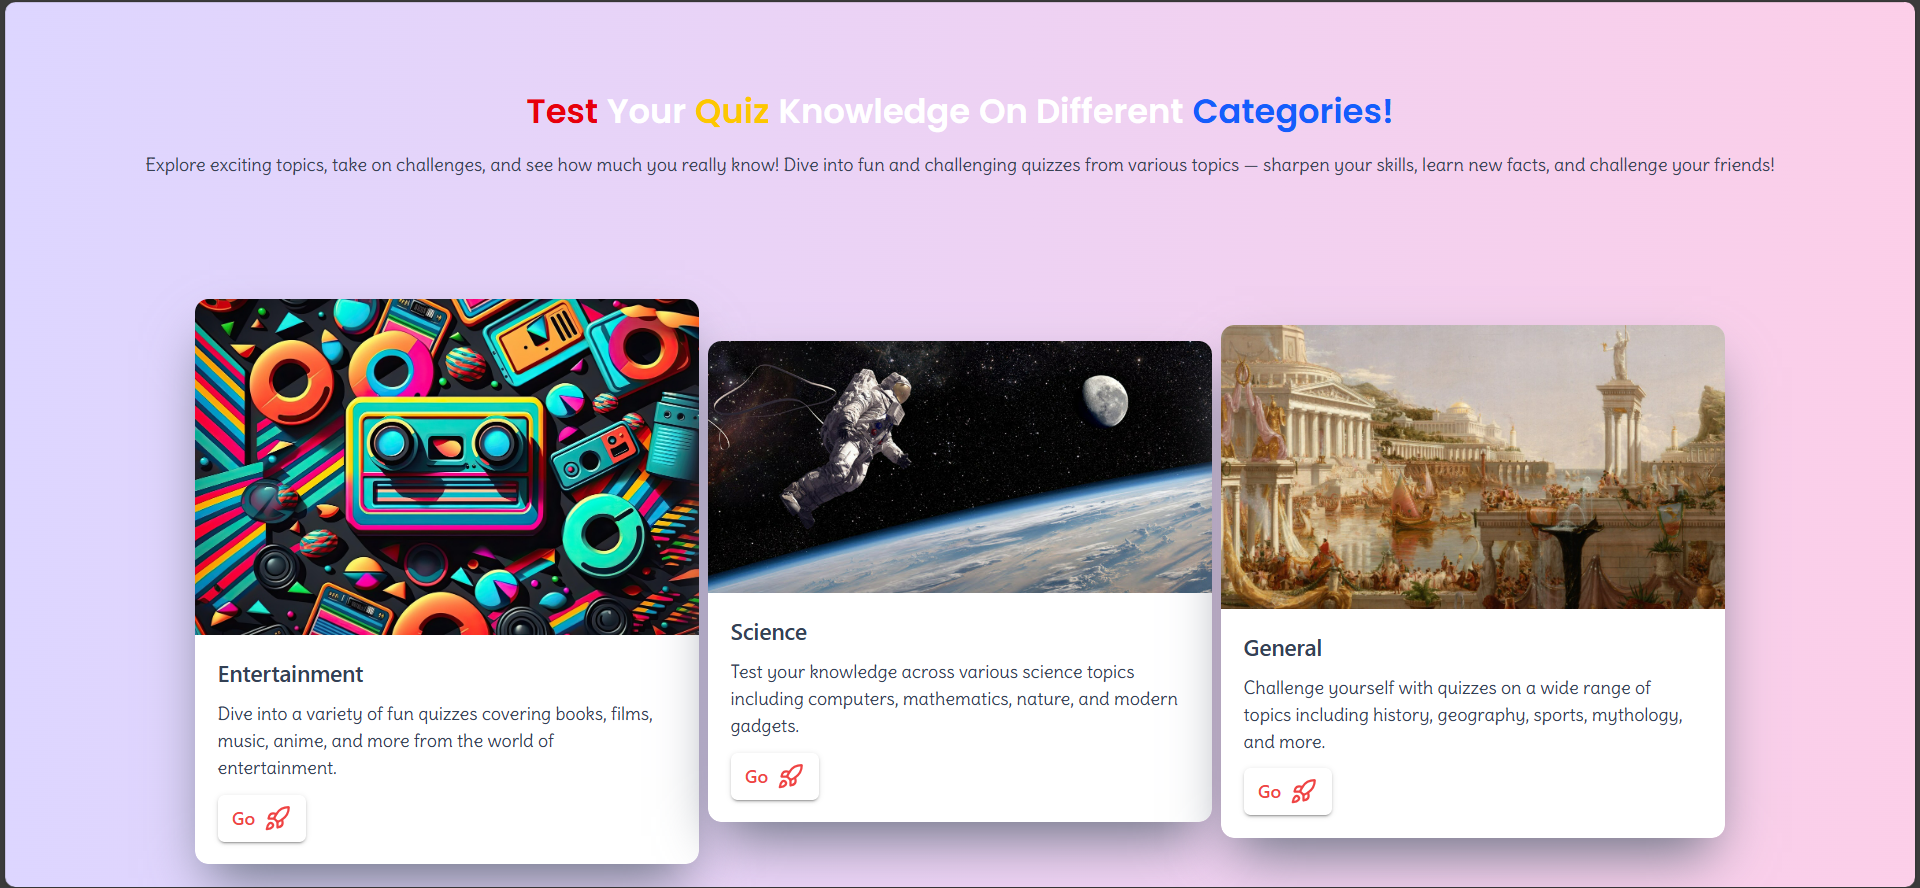 Test Your Quiz Knowledge On Different Categories!
Explore exciting topics, take on challenges, and see how much you really know! Dive into fun and challenging quizzes from various topics — sharpen your skills, learn new facts, and challenge your friends!
Entertainment
Dive into a variety of fun quizzes covering books, films,
music, anime, and more from the world of
entertainment.
Go
Science
Test your knowledge across various science topics
including computers, mathematics, nature, and modern
gadgets.
Go
General
Challenge yourself with quizzes on a wide range of
topics including history, geography, sports, mythology,
and more.
Go